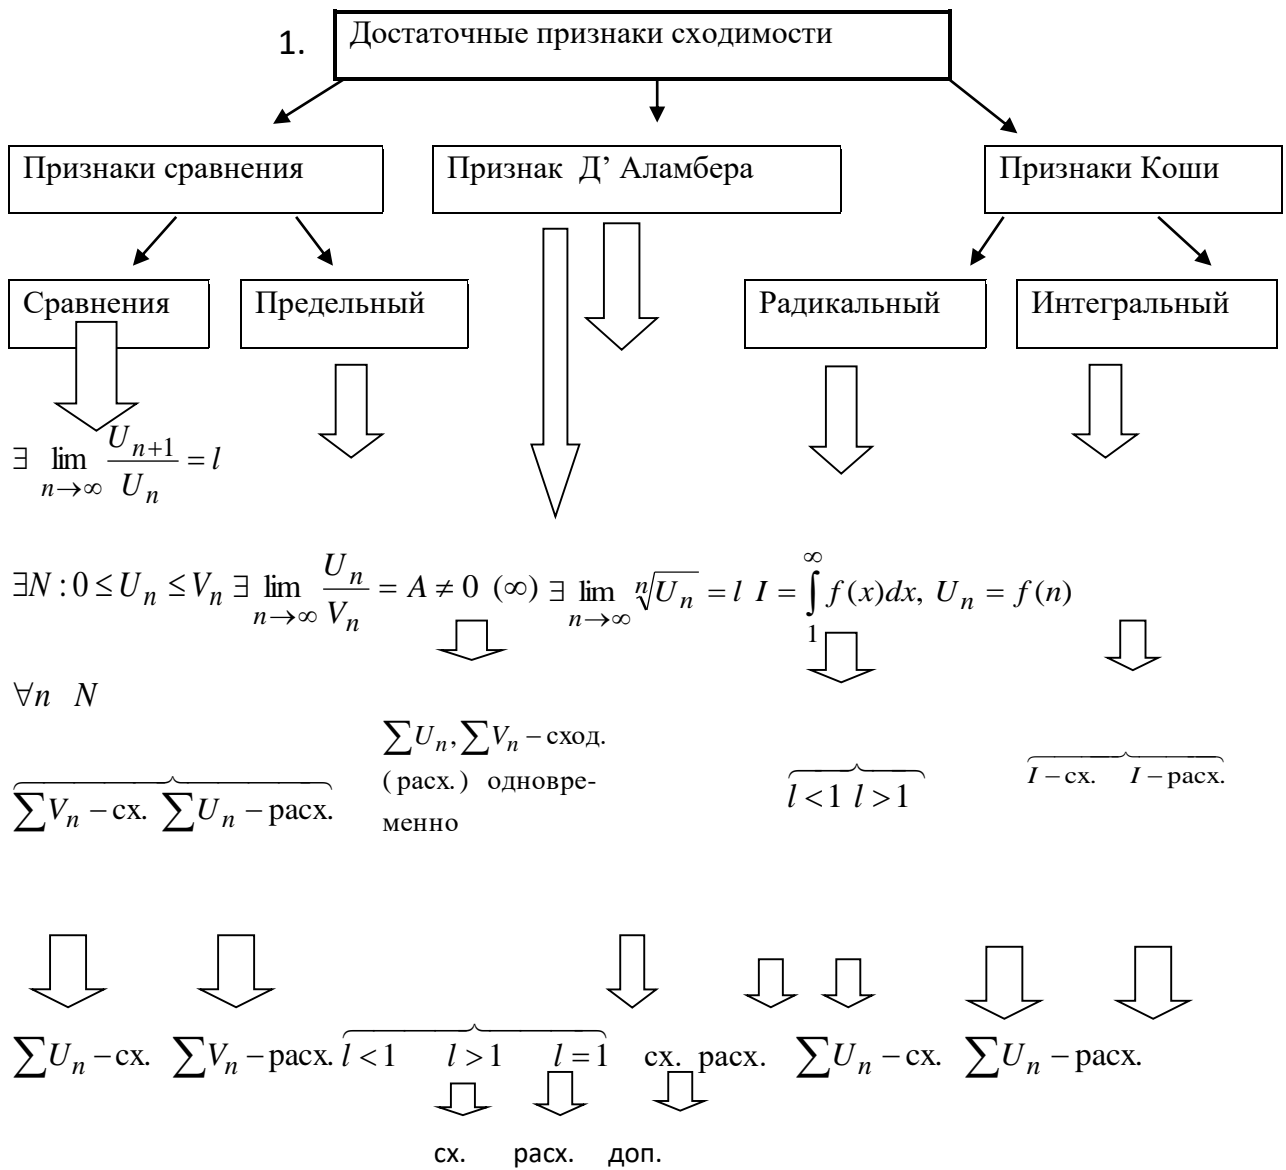 1. Достаточные признаки сходимости
Признаки сравнения Признак Д’ Аламбера Признаки Коши
Сравнения Предельный Радикальный Интегральный
∃ lim_{n→∞} U_{n+1}/U_n = l
∃N : 0 ≤ U_n ≤ V_n ∃ lim_{n→∞} U_n/V_n = A ≠ 0 (∞) ∃ lim_{n→∞} ⁿ√U_n = l I = ∫_1^∞ f(x)dx, U_n = f(n)
∀n N
∑U_n, ∑V_n – сход.
(расх.) одновре-
менно
∑V_n – сх. ∑U_n – расх.
l < 1 l > 1
I – сх. I – расх.
∑U_n – сх. ∑V_n – расх. l < 1 l > 1 l = 1 сх. расх. ∑U_n – сх. ∑U_n – расх.
сх. расх. доп.